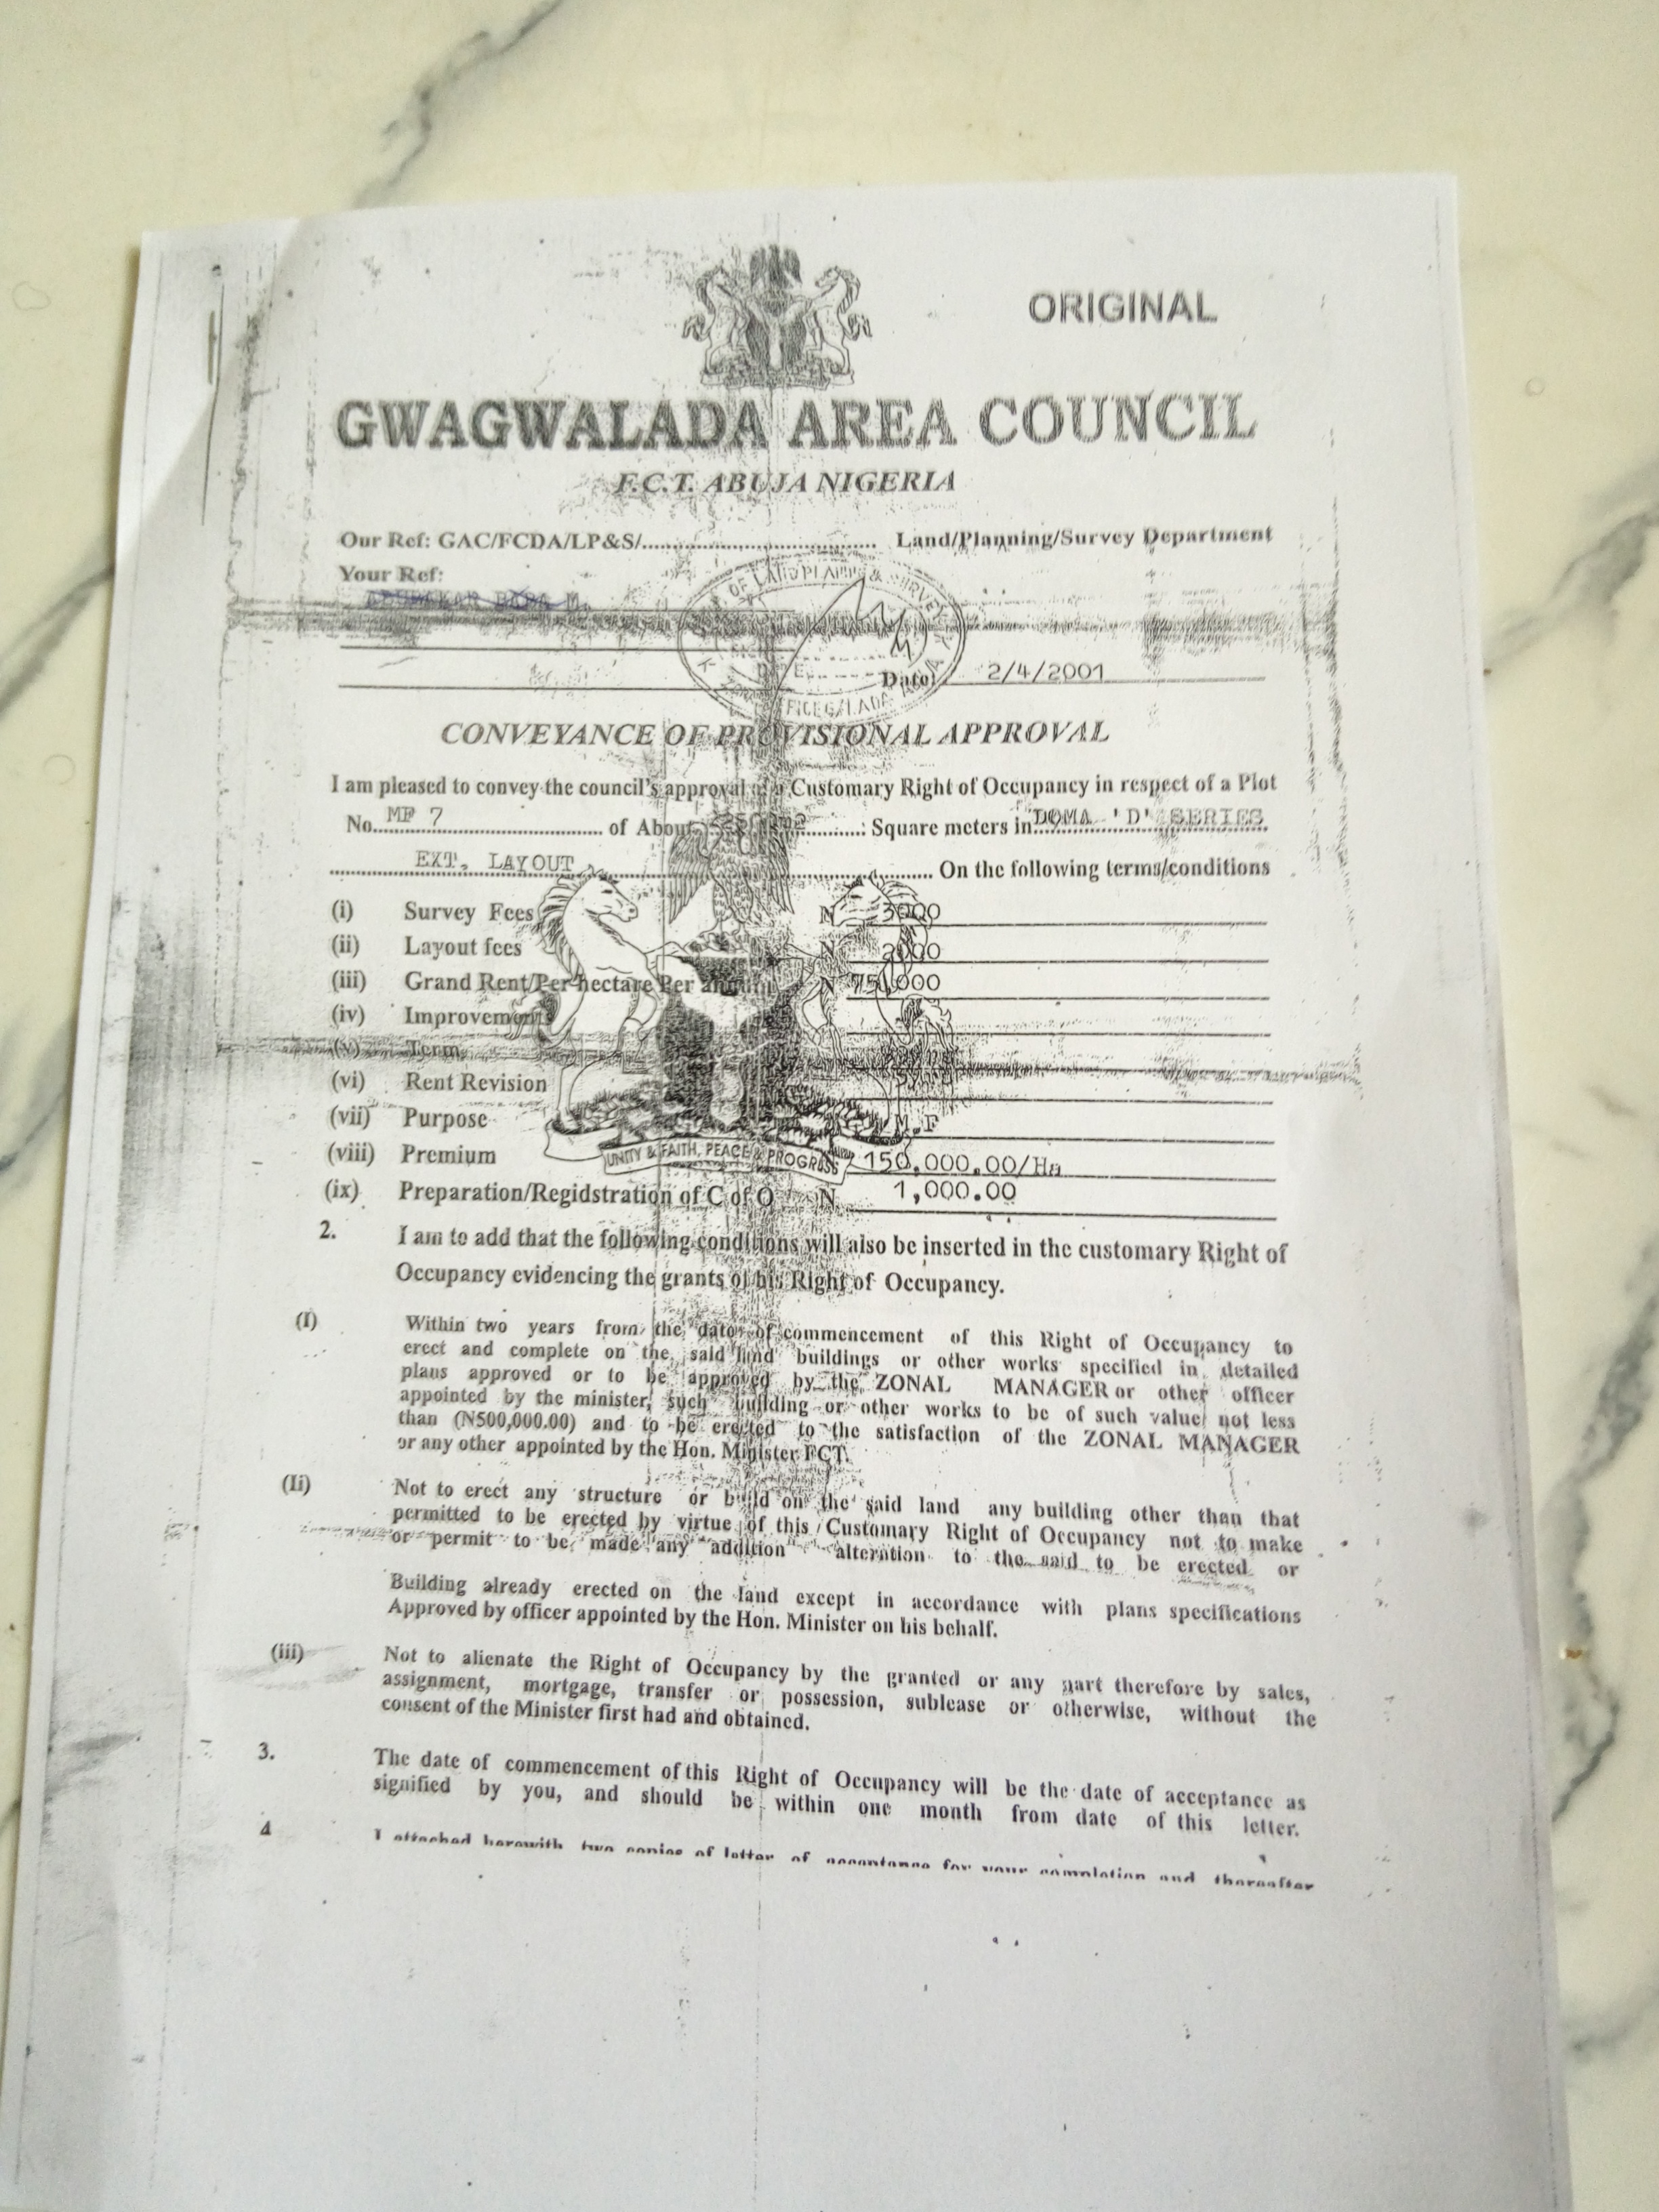 ORIGINAL
GWAGWALADA AREA COUNCIL
F.C.T. ABUJA NIGERIA
Our Ref: GAC/FCDA/LP&S/.................................... Land/Planning/Survey Department
Your Ref:
OF LAND PLANNING & SURVEY
Date 2/4/2001
CONVEYANCE OF PROVISIONAL APPROVAL
I am pleased to convey the council's approval of a Customary Right of Occupancy in respect of a Plot
No. MF 7 of About Square meters in 'D' SERIES
EXT. LAYOUT On the following terms/conditions
(i) Survey Fees N 3000
(ii) Layout fees N 2000
(iii) Grand Rent/Per hectare Per annum N
(iv) Improvement
(v) Term
(vi) Rent Revision
(vii) Purpose M.F
(viii) Premium 150,000.00/Ha
UNITY & FAITH, PEACE & PROGRESS
(ix) Preparation/Regidstration of C of O N 1,000.00
2. I am to add that the following conditions will also be inserted in the customary Right of
Occupancy evidencing the grants of his Right of Occupancy.
(I) Within two years from the date of commencement of this Right of Occupancy to
erect and complete on the said land buildings or other works specified in detailed
plans approved or to be approved by the ZONAL MANAGER or other officer
appointed by the minister, such building or other works to be of such value not less
than (N500,000.00) and to be erected to the satisfaction of the ZONAL MANAGER
or any other appointed by the Hon. Minister FCT.
(Ii) Not to erect any structure or build on the said land any building other than that
permitted to be erected by virtue of this Customary Right of Occupancy not to make
or permit to be made any addition alteration to the said to be erected or
Building already erected on the land except in accordance with plans specifications
Approved by officer appointed by the Hon. Minister on his behalf.
(iii) Not to alienate the Right of Occupancy by the granted or any part therefore by sales,
assignment, mortgage, transfer or possession, sublease or otherwise, without the
consent of the Minister first had and obtained.
3. The date of commencement of this Right of Occupancy will be the date of acceptance as
signified by you, and should be within one month from date of this letter.
4 I attached herewith two copies of letter of acceptance for your completion and thereafter